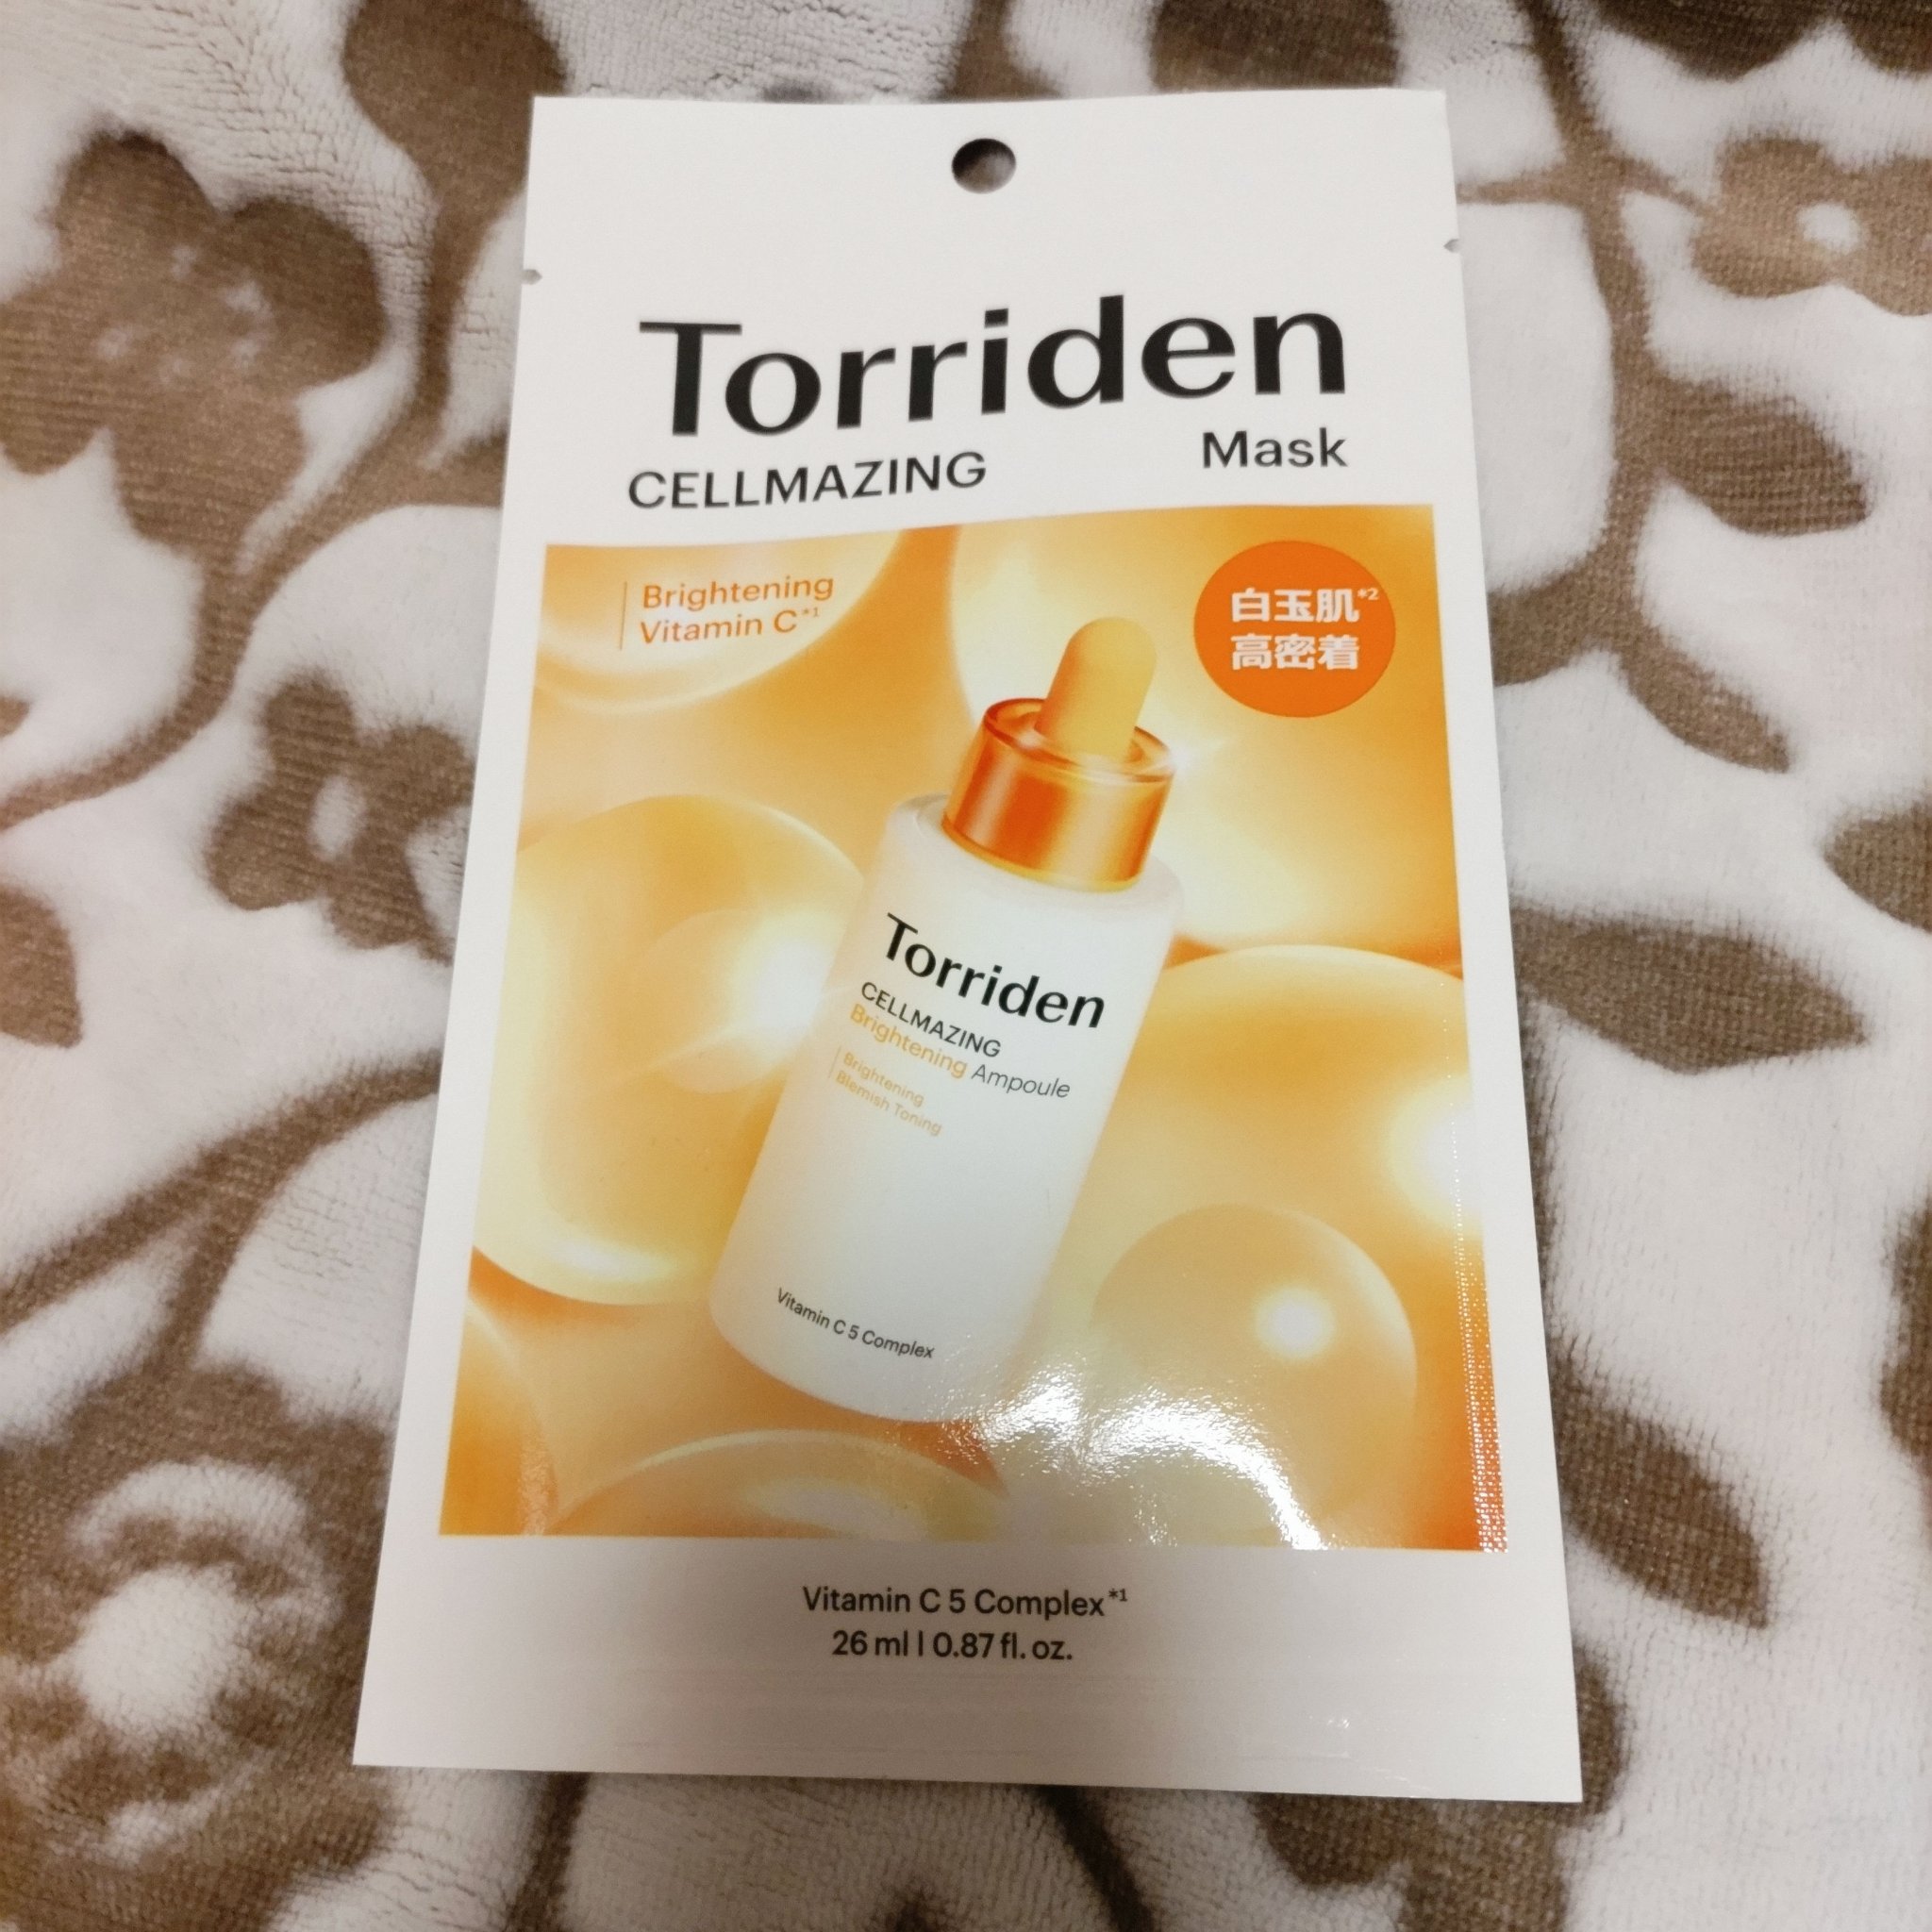 Torriden
CELLMAZING Mask
Brightening
Vitamin C*1
白玉肌*2
高密着
Torriden
CELLMAZING
Brightening Ampoule
Brightening
Blemish Toning
Vitamin C 5 Complex
Vitamin C 5 Complex*1
26 ml | 0.87 fl. oz.